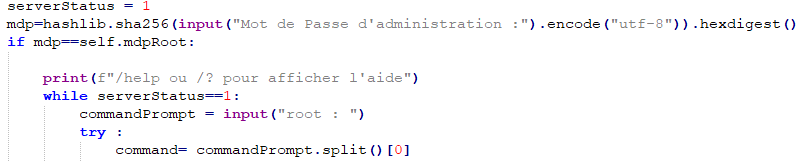 serverStatus = 1
mdp=hashlib.sha256(input("Mot de Passe d'administration :").encode("utf-8")).hexdigest()
if mdp==self.mdpRoot:
print(f"/help ou /? pour afficher l'aide")
while serverStatus==1:
commandPrompt = input("root : ")
try :
command= commandPrompt.split()[0]